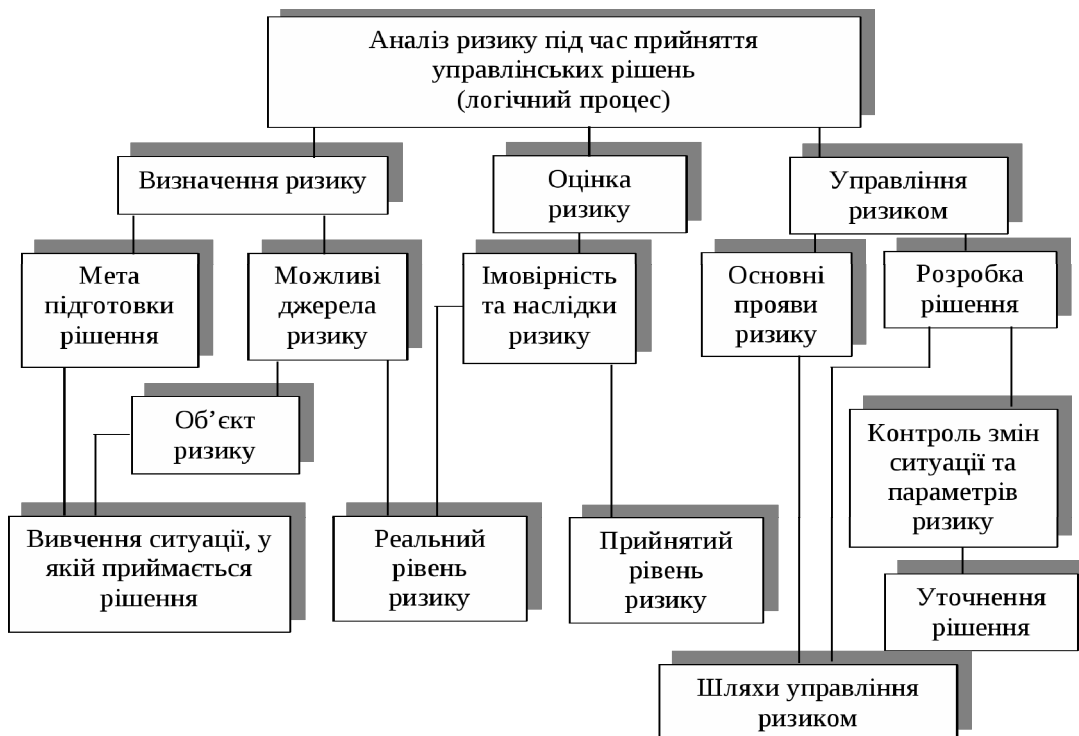 Аналіз ризику під час прийняття
управлінських рішень
(логічний процес)
Визначення ризику
Оцінка
ризику
Управління
ризиком
Мета
підготовки
рішення
Можливі
джерела
ризику
Імовірність
та наслідки
ризику
Основні
прояви
ризику
Розробка
рішення
Об’єкт
ризику
Контроль змін
ситуації та
параметрів
ризику
Вивчення ситуації, у
якій приймається
рішення
Реальний
рівень
ризику
Прийнятий
рівень
ризику
Уточнення
рішення
Шляхи управління
ризиком